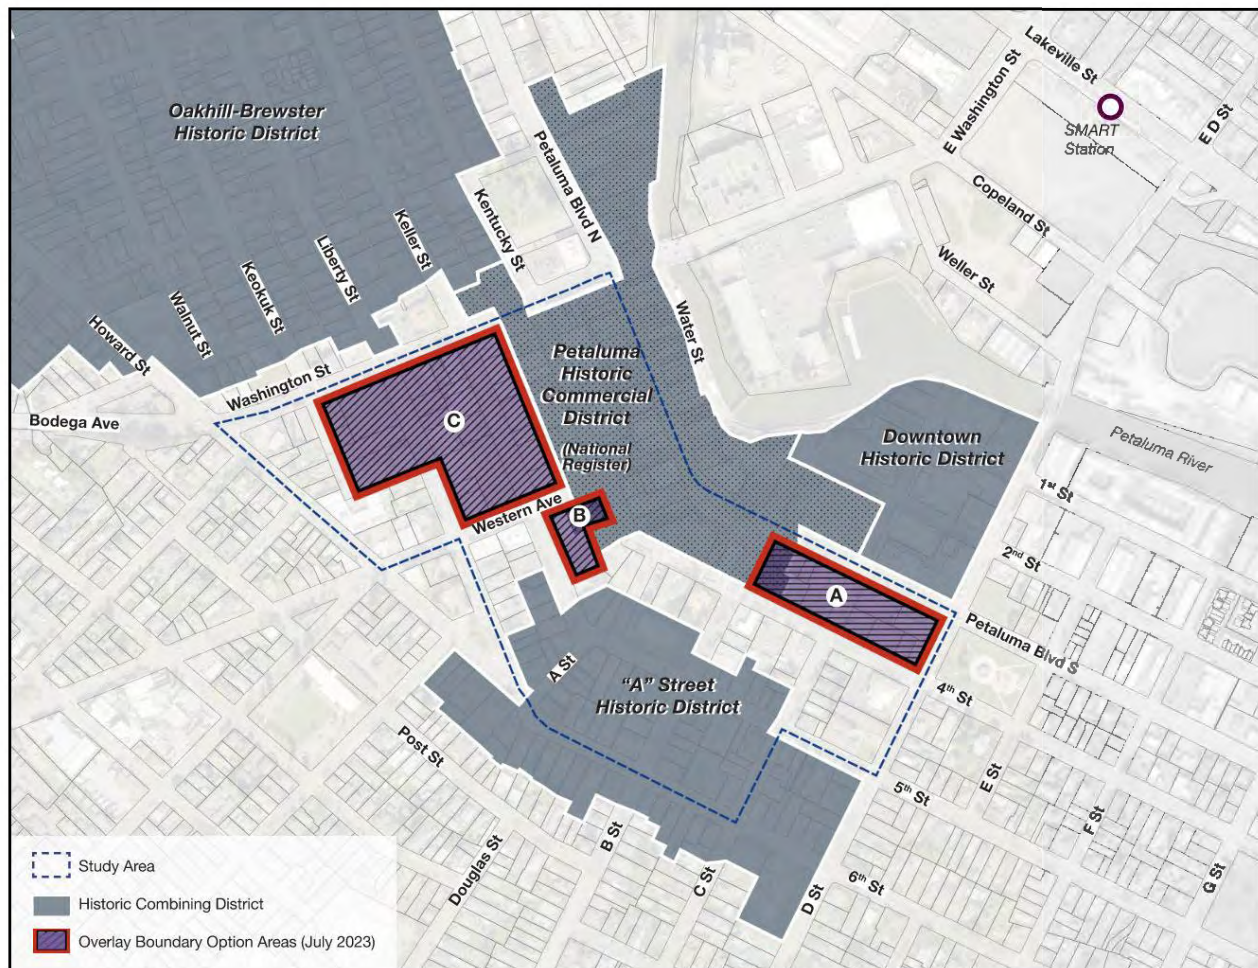 Lakeville St
E Washington St
E D St
SMART
Station
Oakhill-Brewster
Historic District
Petaluma Blvd N
Copeland St
Kentucky St
Keller St
Weller St
Liberty St
Keokuk St
Walnut St
Howard St
Water St
Petaluma
Historic
Commercial
District
(National
Register)
Washington St
Bodega Ave
C
Downtown
Historic District
Petaluma River
1st St
Western Ave
B
2nd St
A
Petaluma Blvd S
A St
"A" Street
Historic District
4th St
Post St
E St
5th St
F St
B St
Douglas St
C St
D St
6th St
G St
Study Area
Historic Combining District
Overlay Boundary Option Areas (July 2023)